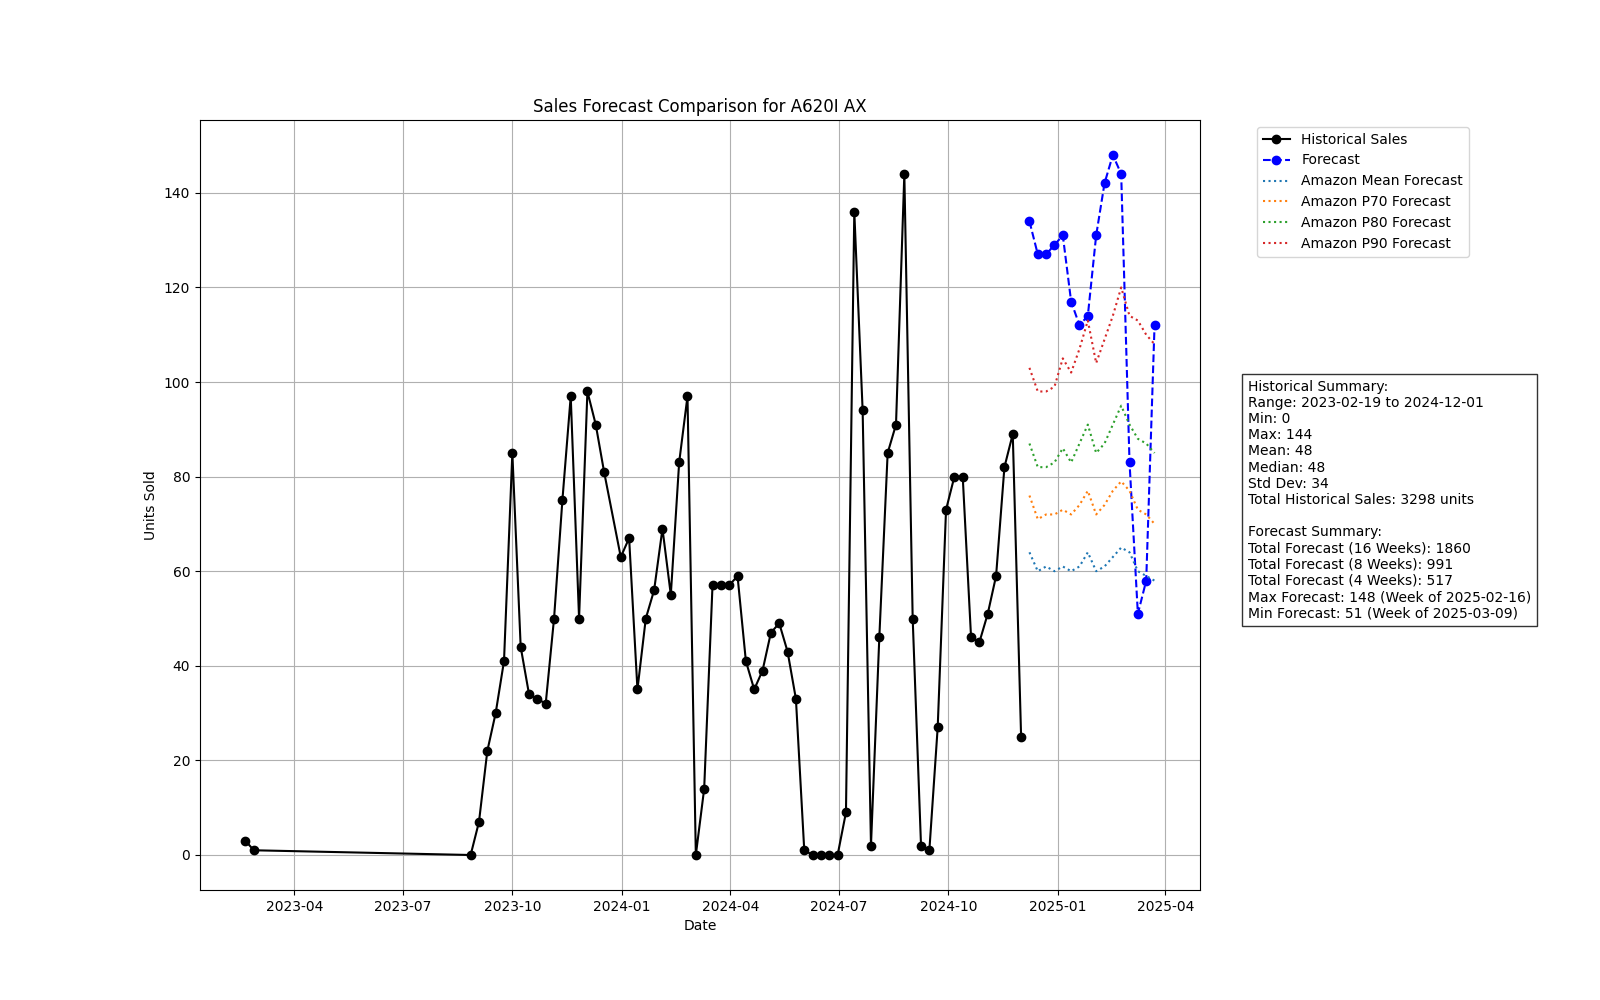 Sales Forecast Comparison for A620I AX
Historical Sales
Forecast
Amazon Mean Forecast
Amazon P70 Forecast
Amazon P80 Forecast
Amazon P90 Forecast
Units Sold
140
120
100
80
60
40
20
0
2023-04
2023-07
2023-10
2024-01
2024-04
2024-07
2024-10
2025-01
2025-04
Date
Historical Summary:
Range: 2023-02-19 to 2024-12-01
Min: 0
Max: 144
Mean: 48
Median: 48
Std Dev: 34
Total Historical Sales: 3298 units
Forecast Summary:
Total Forecast (16 Weeks): 1860
Total Forecast (8 Weeks): 991
Total Forecast (4 Weeks): 517
Max Forecast: 148 (Week of 2025-02-16)
Min Forecast: 51 (Week of 2025-03-09)